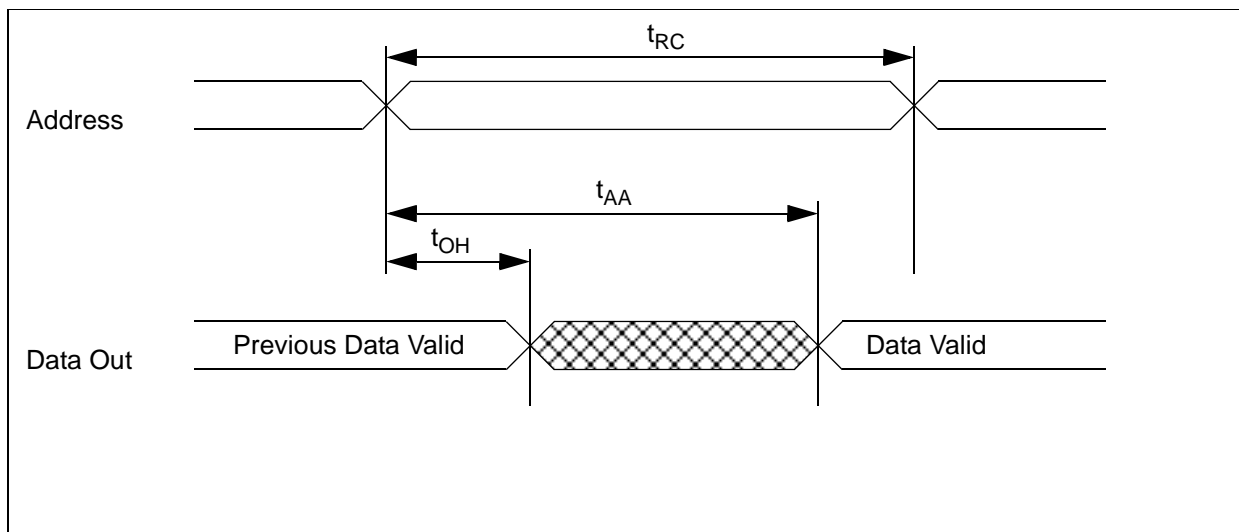 tRC
Address
tAA
tOH
Previous Data Valid
Data Valid
Data Out